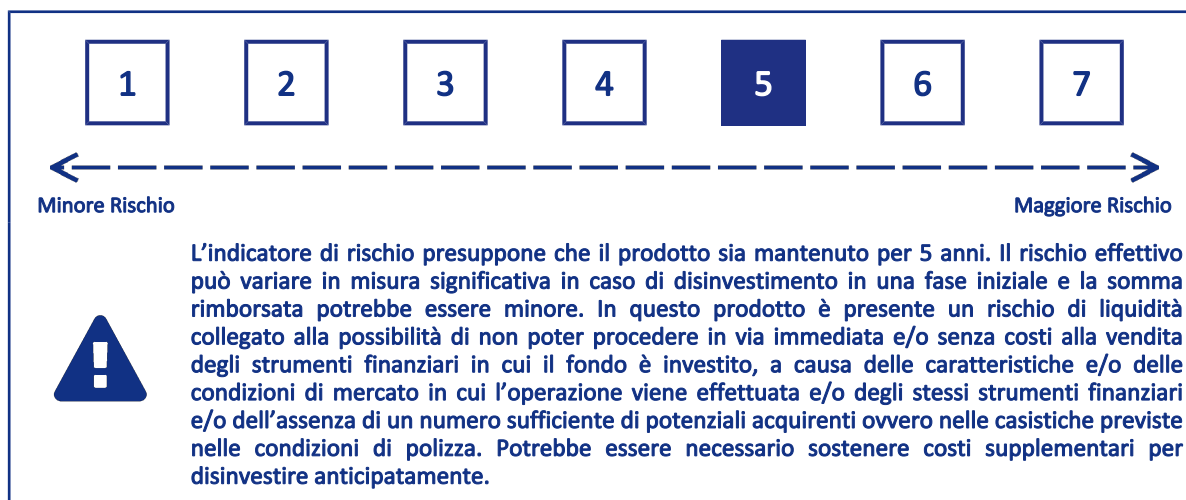 1 2 3 4 5 6 7
Minore Rischio Maggiore Rischio
L'indicatore di rischio presuppone che il prodotto sia mantenuto per 5 anni. Il rischio effettivo
può variare in misura significativa in caso di disinvestimento in una fase iniziale e la somma
rimborsata potrebbe essere minore. In questo prodotto è presente un rischio di liquidità
collegato alla possibilità di non poter procedere in via immediata e/o senza costi alla vendita
degli strumenti finanziari in cui il fondo è investito, a causa delle caratteristiche e/o delle
condizioni di mercato in cui l'operazione viene effettuata e/o degli stessi strumenti finanziari
e/o dell'assenza di un numero sufficiente di potenziali acquirenti ovvero nelle casistiche previste
nelle condizioni di polizza. Potrebbe essere necessario sostenere costi supplementari per
disinvestire anticipatamente.